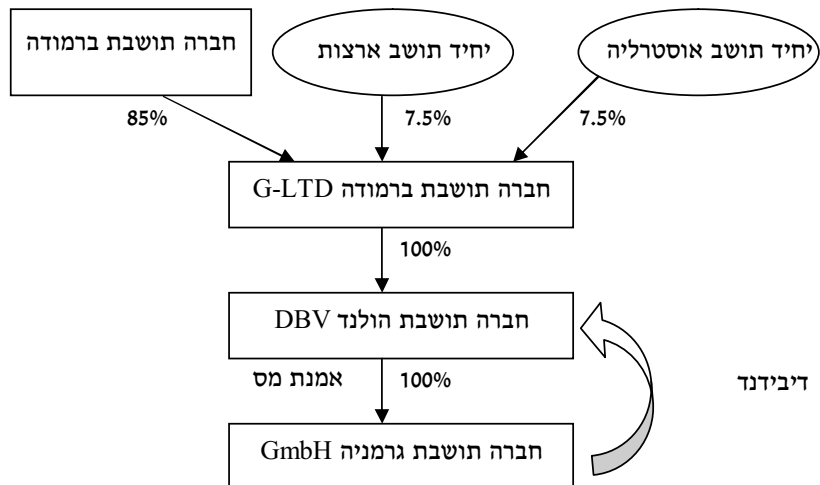 חברה תושבת ברמודה
יחיד תושב ארצות
יחיד תושב אוסטרליה
85%
7.5%
7.5%
חברה תושבת ברמודה G-LTD
100%
חברה תושבת הולנד DBV
אמנת מס
100%
דיבידנד
חברה תושבת גרמניה GmbH